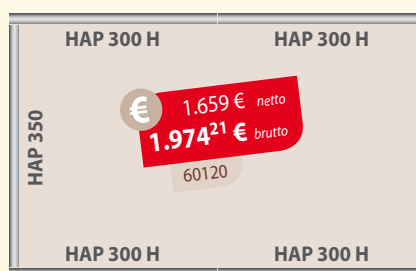 HAP 300 H HAP 300 H
HAP 350
€
1.659 € netto
1.974²¹ € brutto
60120
HAP 300 H HAP 300 H